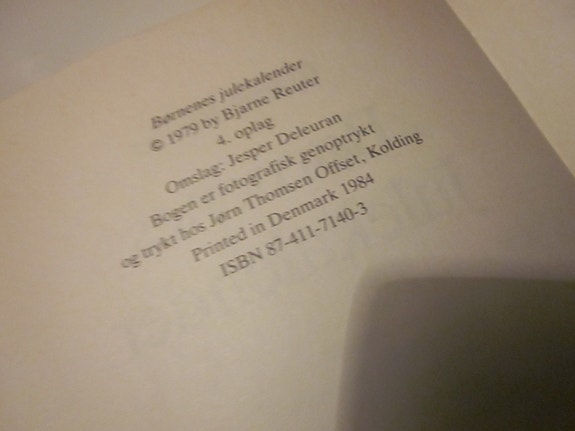 Børnenes julekalender
© 1979 by Bjarne Reuter
4. oplag
Omslag: Jesper Deleuran
Bogen er fotografisk genoptrykt
og trykt hos Jørn Thomsen Offset, Kolding
Printed in Denmark 1984
ISBN 87-411-7140-3